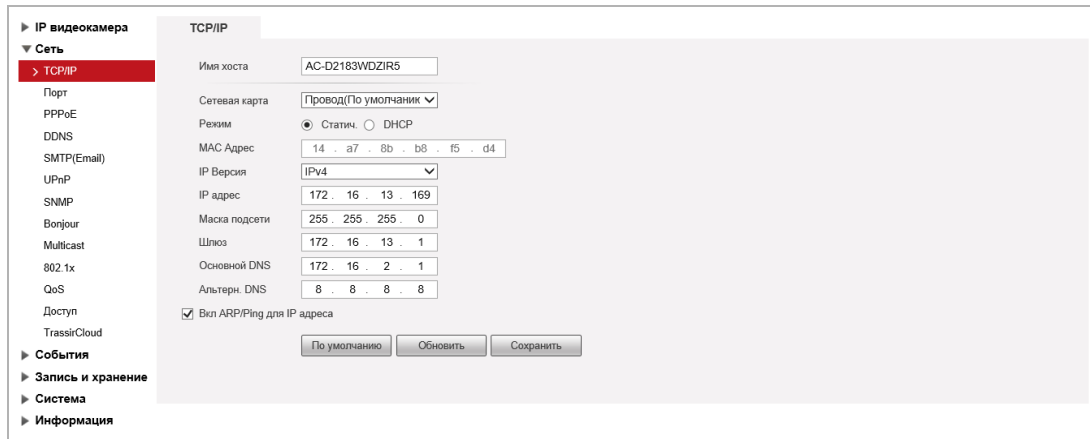 IP видеокамера
Сеть
TCP/IP
Порт
PPPoE
DDNS
SMTP(Email)
UPnP
SNMP
Bonjour
Multicast
802.1x
QoS
Доступ
TrassirCloud
События
Запись и хранение
Система
Информация
TCP/IP
Имя хоста AC-D2183WDZIR5
Сетевая карта Провод(По умолчаник
Режим Статич. DHCP
MAC Адрес 14 . a7 . 8b . b8 . f5 . d4
IP Версия IPv4
IP адрес 172 . 16 . 13 . 169
Маска подсети 255 . 255 . 255 . 0
Шлюз 172 . 16 . 13 . 1
Основной DNS 172 . 16 . 2 . 1
Альтерн. DNS 8 . 8 . 8 . 8
Вкл ARP/Ping для IP адреса
По умолчанию Обновить Сохранить